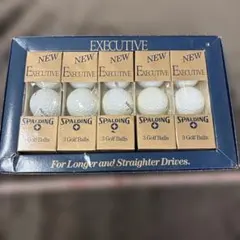 EXECUTIVE
NEW NEW NEW NEW NEW
EXECUTIVE EXECUTIVE EXECUTIVE EXECUTIVE EXECUTIVE
SPALDING SPALDING SPALDING SPALDING SPALDING
3 Golf Balls 3 Golf Balls 3 Golf Balls 3 Golf Balls 3 Golf Balls
For Longer and Straighter Drives.